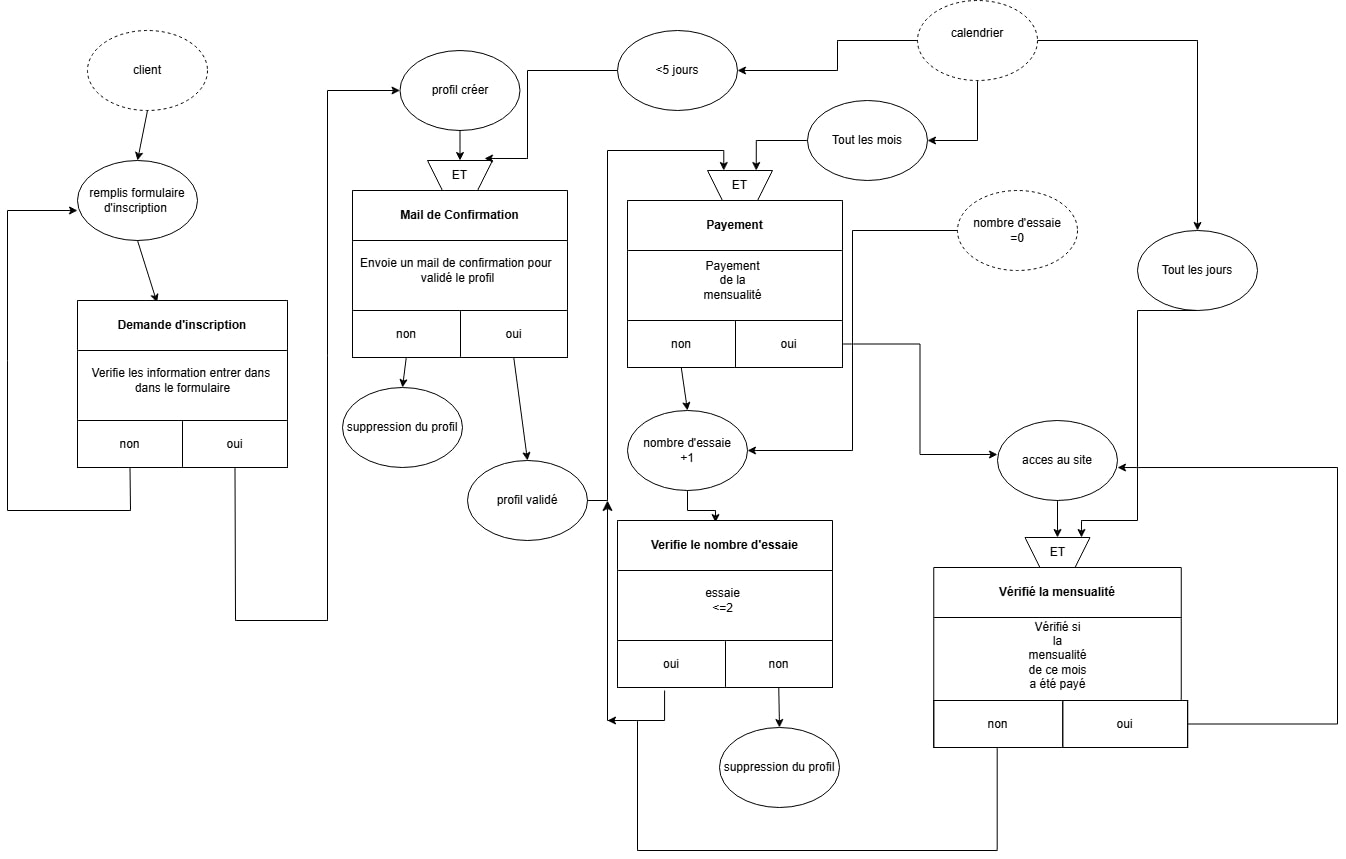 client
remplis formulaire
d'inscription
Demande d'inscription
Verifie les information entrer dans
dans le formulaire
non
oui
profil créer
ET
Mail de Confirmation
Envoie un mail de confirmation pour
validé le profil
non
oui
suppression du profil
profil validé
<5 jours
calendrier
Tout les mois
ET
Payement
Payement
de la
mensualité
non
oui
nombre d'essaie
=0
nombre d'essaie
+1
Verifie le nombre d'essaie
essaie
<=2
oui
non
suppression du profil
Tout les jours
acces au site
ET
Vérifié la mensualité
Vérifié si
la
mensualité
de ce mois
a été payé
non
oui